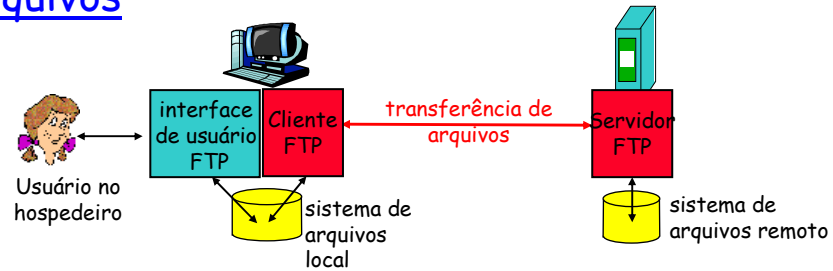 quivos
interface
de usuário
FTP
Cliente
FTP
transferência de
arquivos
Servidor
FTP
Usuário no
hospedeiro
sistema de
arquivos
local
sistema de
arquivos remoto